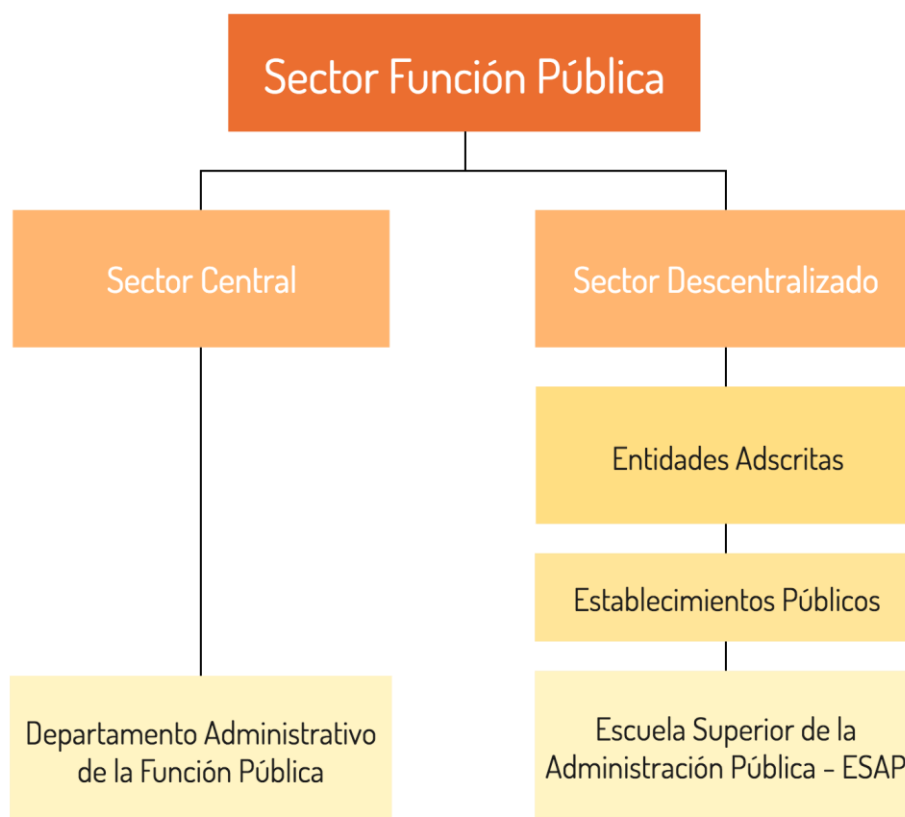 Sector Función Pública
Sector Central
Sector Descentralizado
Entidades Adscritas
Establecimientos Públicos
Departamento Administrativo
de la Función Pública
Escuela Superior de la
Administración Pública - ESAP